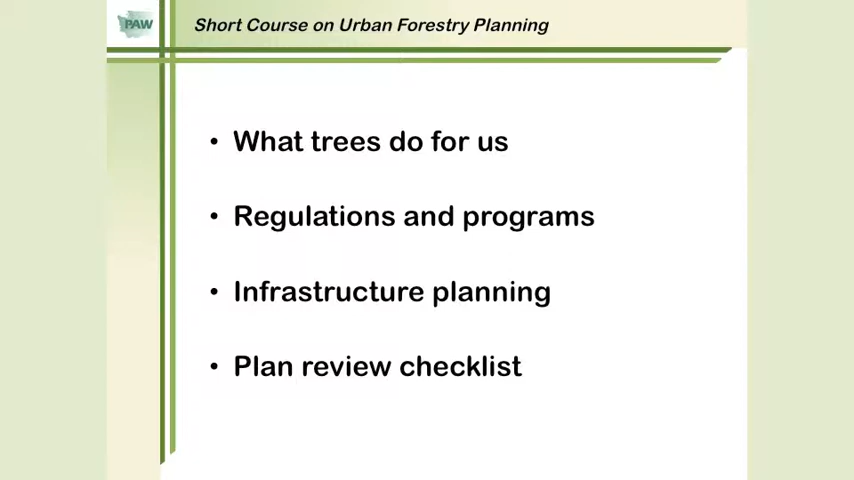 PAW
Short Course on Urban Forestry Planning
• What trees do for us
• Regulations and programs
• Infrastructure planning
• Plan review checklist